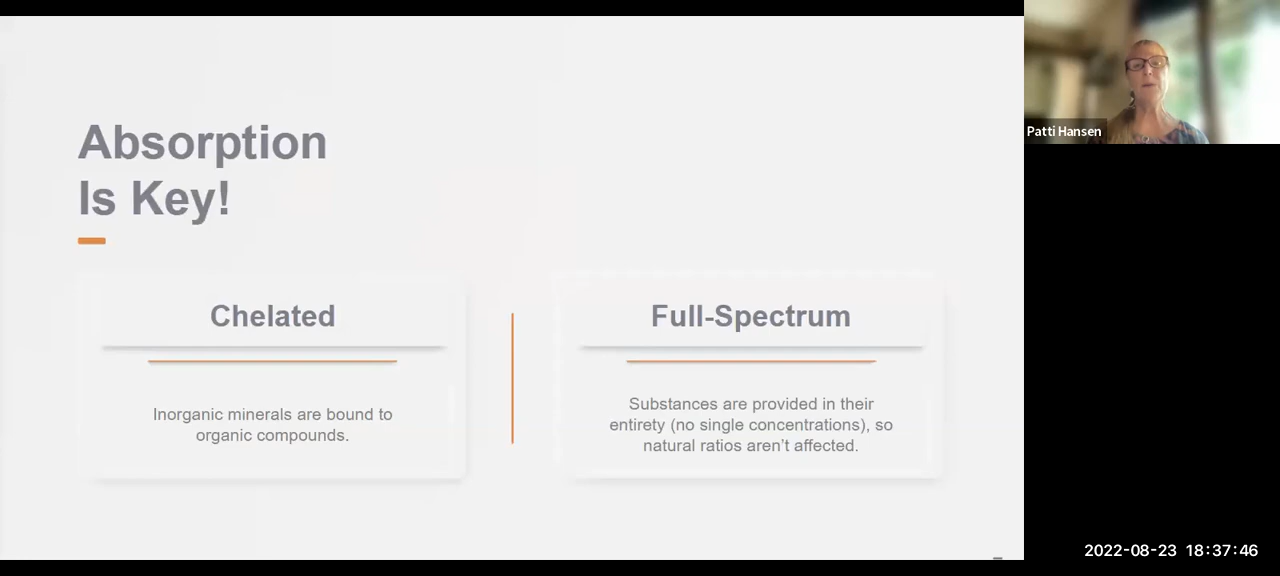 Absorption
Is Key!
Chelated
Inorganic minerals are bound to
organic compounds.
Full-Spectrum
Substances are provided in their
entirety (no single concentrations), so
natural ratios aren't affected.
Patti Hansen
2022-08-23 18:37:46